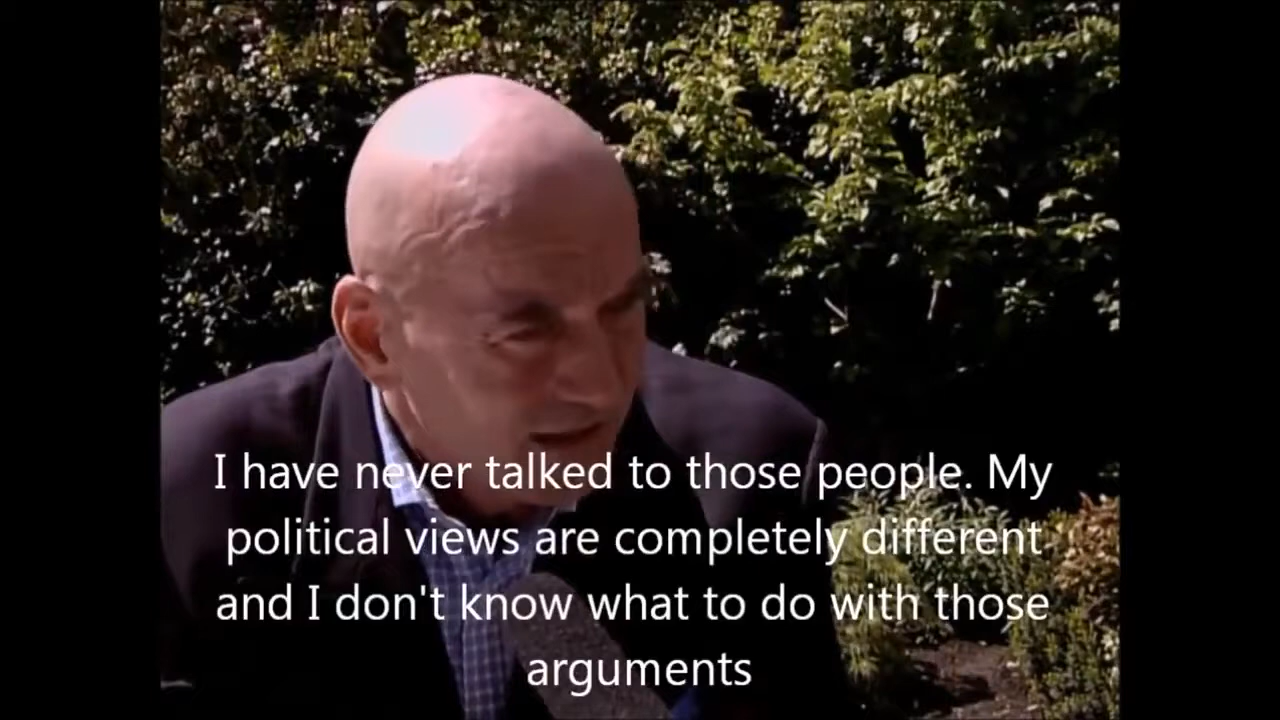 I have never talked to those people. My
political views are completely different
and I don't know what to do with those
arguments